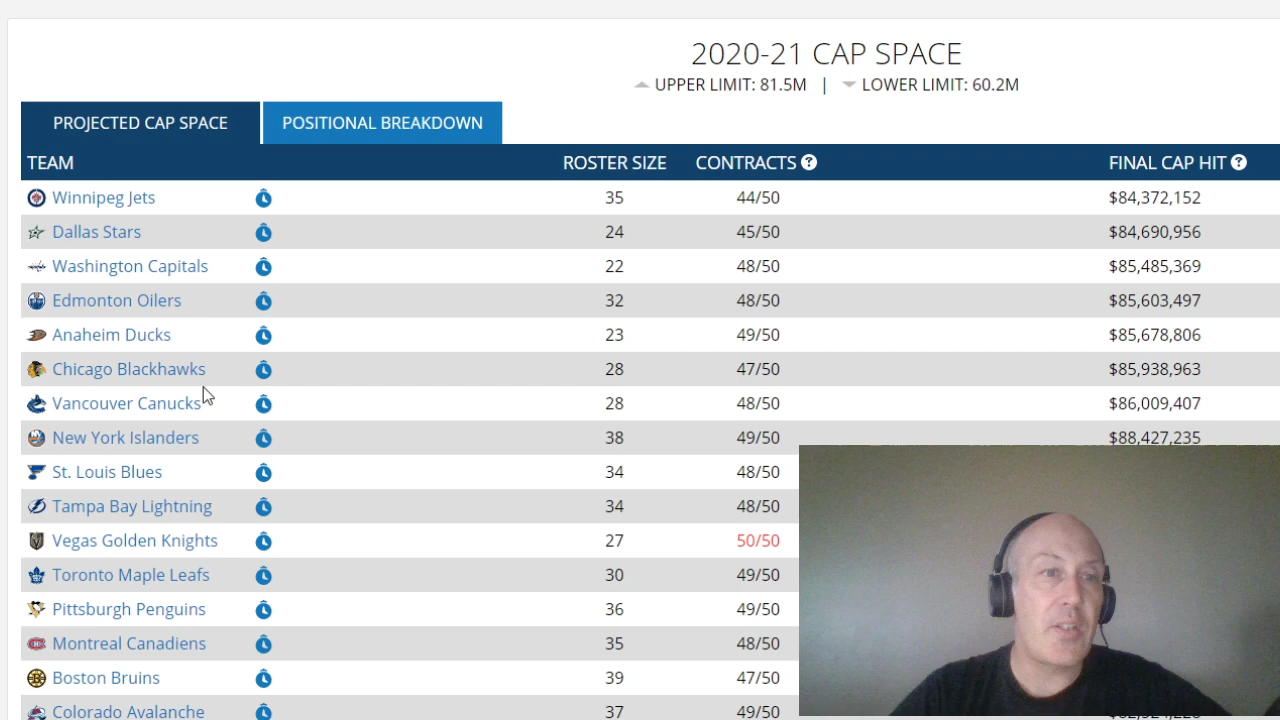 2020-21 CAP SPACE
UPPER LIMIT: 81.5M | LOWER LIMIT: 60.2M
PROJECTED CAP SPACE POSITIONAL BREAKDOWN
TEAM ROSTER SIZE CONTRACTS ? FINAL CAP HIT ?
Winnipeg Jets 35 44/50 $84,372,152
Dallas Stars 24 45/50 $84,690,956
Washington Capitals 22 48/50 $85,485,369
Edmonton Oilers 32 48/50 $85,603,497
Anaheim Ducks 23 49/50 $85,678,806
Chicago Blackhawks 28 47/50 $85,938,963
Vancouver Canucks 28 48/50 $86,009,407
New York Islanders 38 49/50 $88,427,235
St. Louis Blues 34 48/50
Tampa Bay Lightning 34 48/50
Vegas Golden Knights 27 50/50
Toronto Maple Leafs 30 49/50
Pittsburgh Penguins 36 49/50
Montreal Canadiens 35 48/50
Boston Bruins 39 47/50
Colorado Avalanche 37 49/50